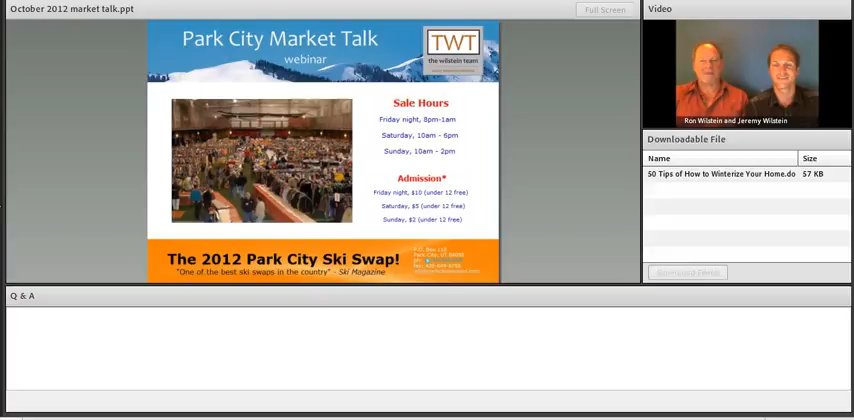 October 2012 market talk.ppt
Full Screen
Park City Market Talk
webinar
TWT
the wilstein team
Sale Hours
Friday night, 8pm-1am
Saturday, 10am - 6pm
Sunday, 10am - 2pm
Admission*
Friday night, $10 (under 12 free)
Saturday, $5 (under 12 free)
Sunday, $2 (under 12 free)
The 2012 Park City Ski Swap!
"One of the best ski swaps in the country" - Ski Magazine
Park City, UT
Video
Ron Wilstein and Jeremy Wilstein
Downloadable File
Name Size
50 Tips of How to Winterize Your Home.do 57 KB
Q & A